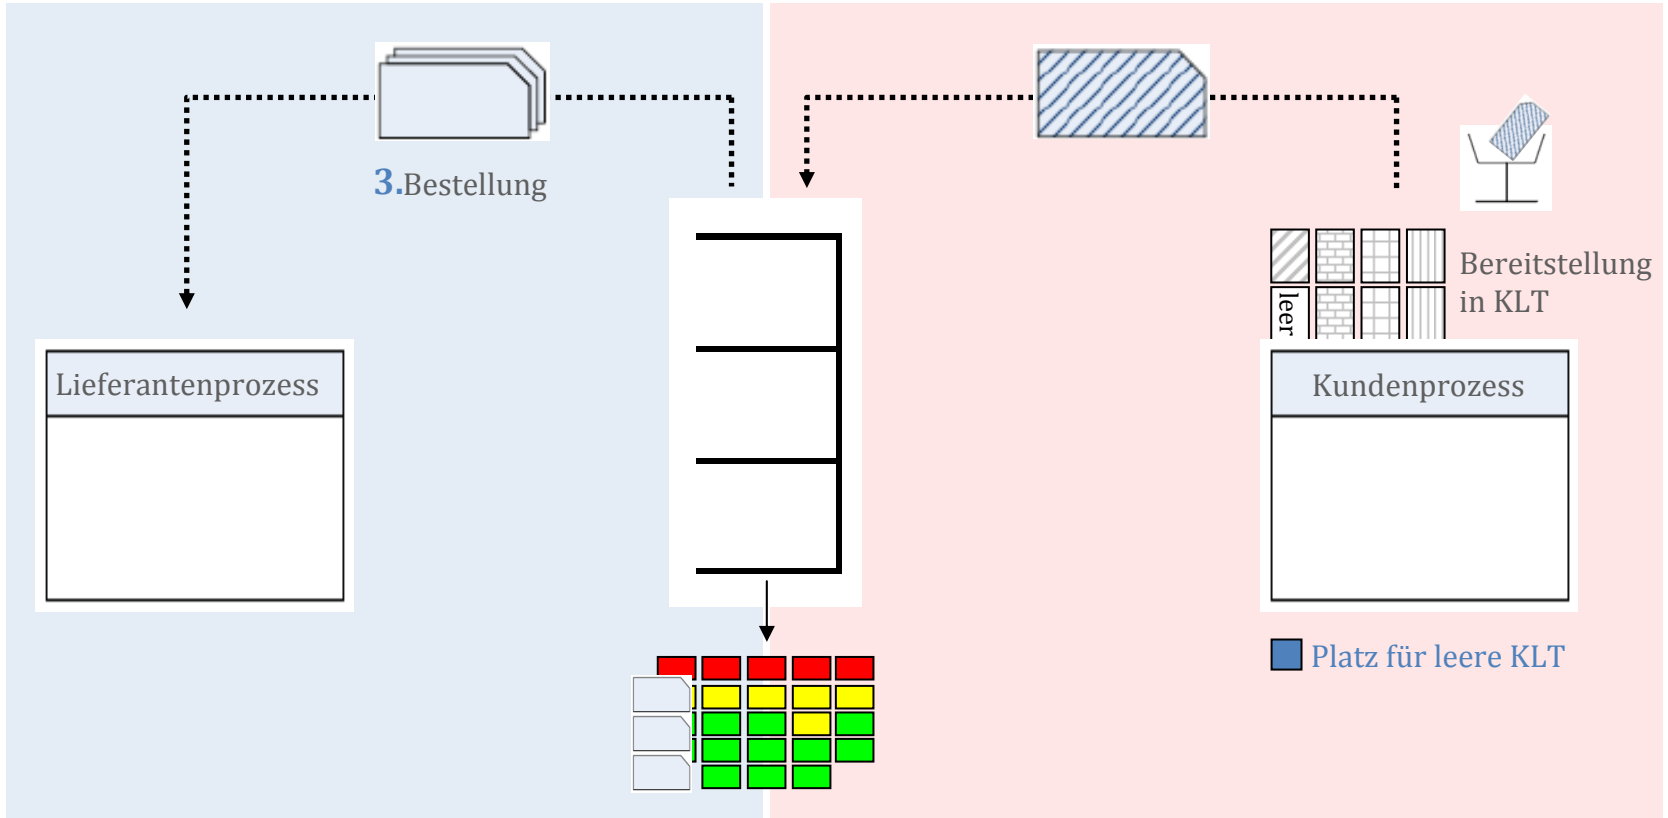 3.Bestellung
Bereitstellung
in KLT
leer
Lieferantenprozess
Kundenprozess
Platz für leere KLT